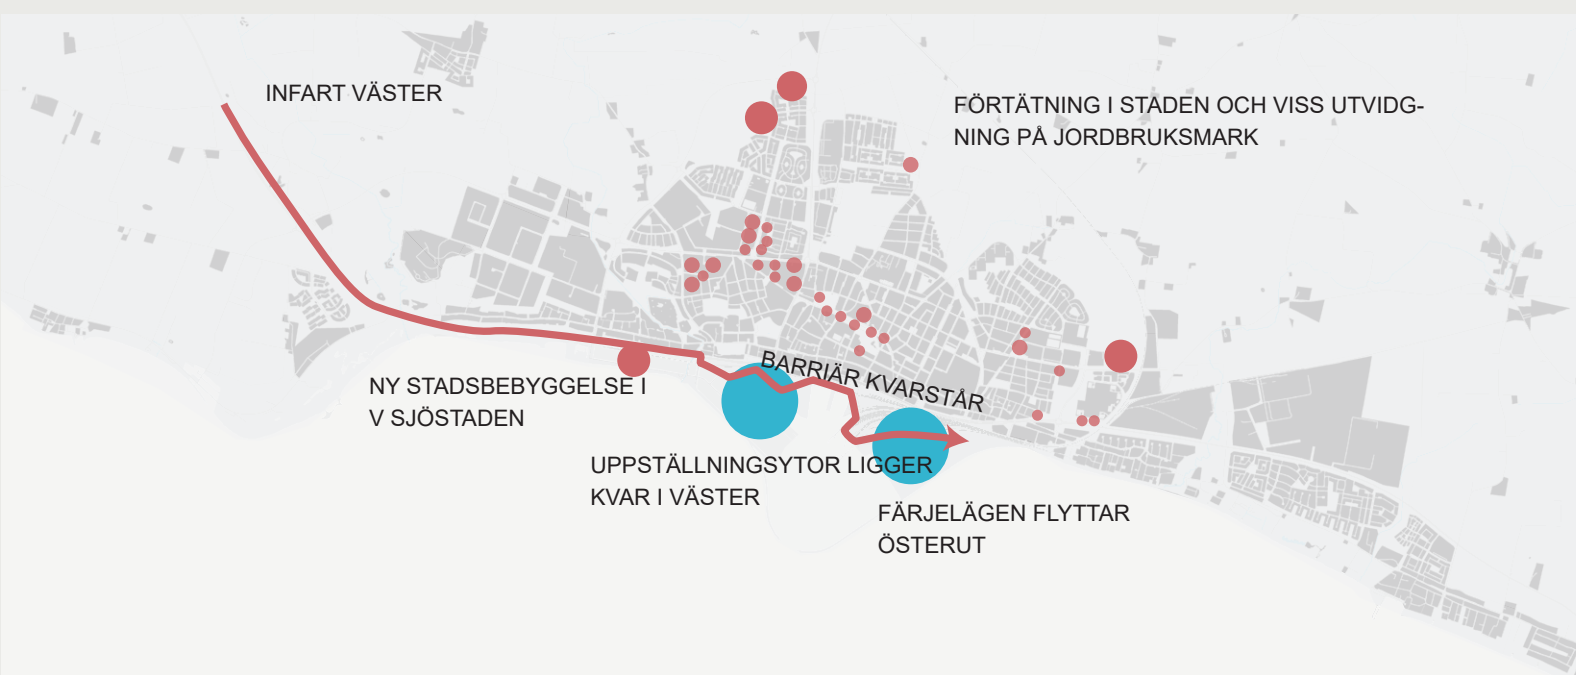 INFART VÄSTER
FÖRTÄTNING I STADEN OCH VISS UTVIDG-
NING PÅ JORDBRUKSMARK
BARRIÄR KVARSTÅR
NY STADSBEBYGGELSE I
V SJÖSTADEN
UPPSTÄLLNINGSYTOR LIGGER
KVAR I VÄSTER
FÄRJELÄGEN FLYTTAR
ÖSTERUT